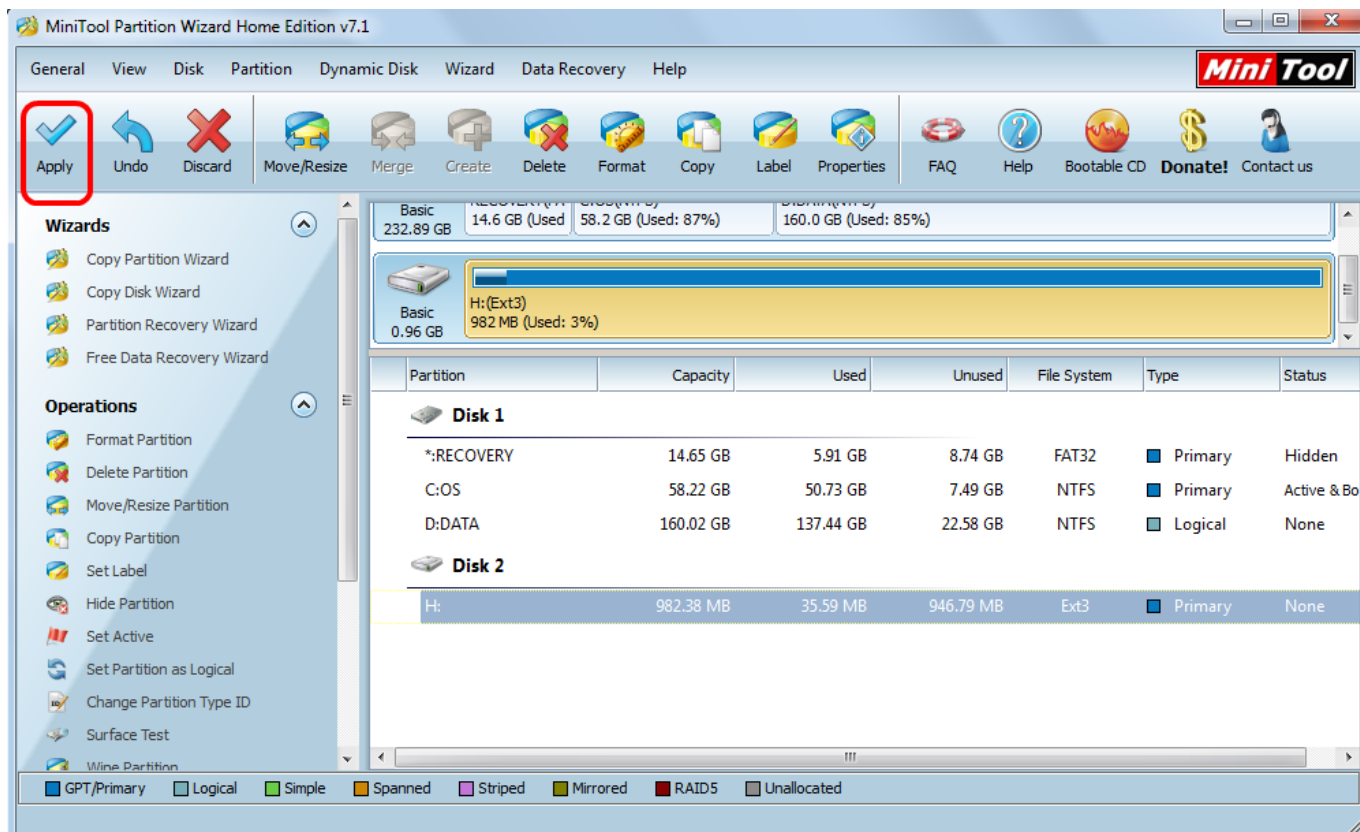 MiniTool Partition Wizard Home Edition v7.1
General View Disk Partition Dynamic Disk Wizard Data Recovery Help
Mini Tool
Apply Undo Discard Move/Resize Merge Create Delete Format Copy Label Properties FAQ Help Bootable CD Donate! Contact us
Wizards
Copy Partition Wizard
Copy Disk Wizard
Partition Recovery Wizard
Free Data Recovery Wizard
Operations
Format Partition
Delete Partition
Move/Resize Partition
Copy Partition
Set Label
Hide Partition
Set Active
Set Partition as Logical
Change Partition Type ID
Surface Test
Wipe Partition
Basic
232.89 GB
14.6 GB (Used 58.2 GB (Used: 87%) 160.0 GB (Used: 85%)
Basic
0.96 GB
H:(Ext3)
982 MB (Used: 3%)
Partition Capacity Used Unused File System Type Status
Disk 1
*:RECOVERY 14.65 GB 5.91 GB 8.74 GB FAT32 Primary Hidden
C:OS 58.22 GB 50.73 GB 7.49 GB NTFS Primary Active & Bo
D:DATA 160.02 GB 137.44 GB 22.58 GB NTFS Logical None
Disk 2
H: 982.38 MB 35.59 MB 946.79 MB Ext3 Primary None
GPT/Primary Logical Simple Spanned Striped Mirrored RAID5 Unallocated